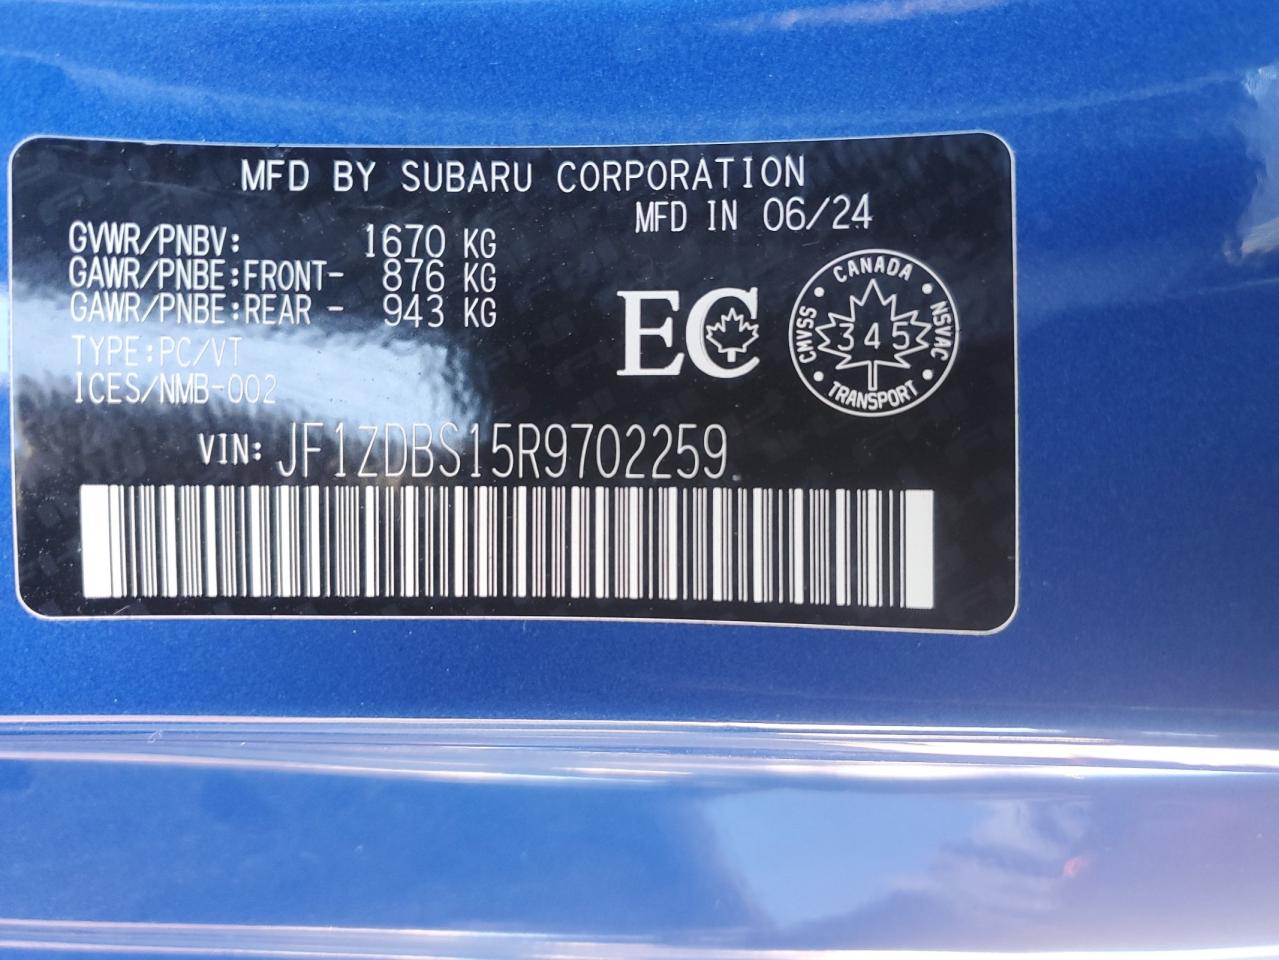 MFD BY SUBARU CORPORATION
MFD IN 06/24
GVWR/PNBV: 1670 KG
GAWR/PNBE:FRONT- 876 KG
GAWR/PNBE:REAR - 943 KG
TYPE:PC/VT
ICES/NMB-002
EC
CANADA
CMVSS
345
NSVAC
TRANSPORT
VIN: JF1ZDBS15R9702259